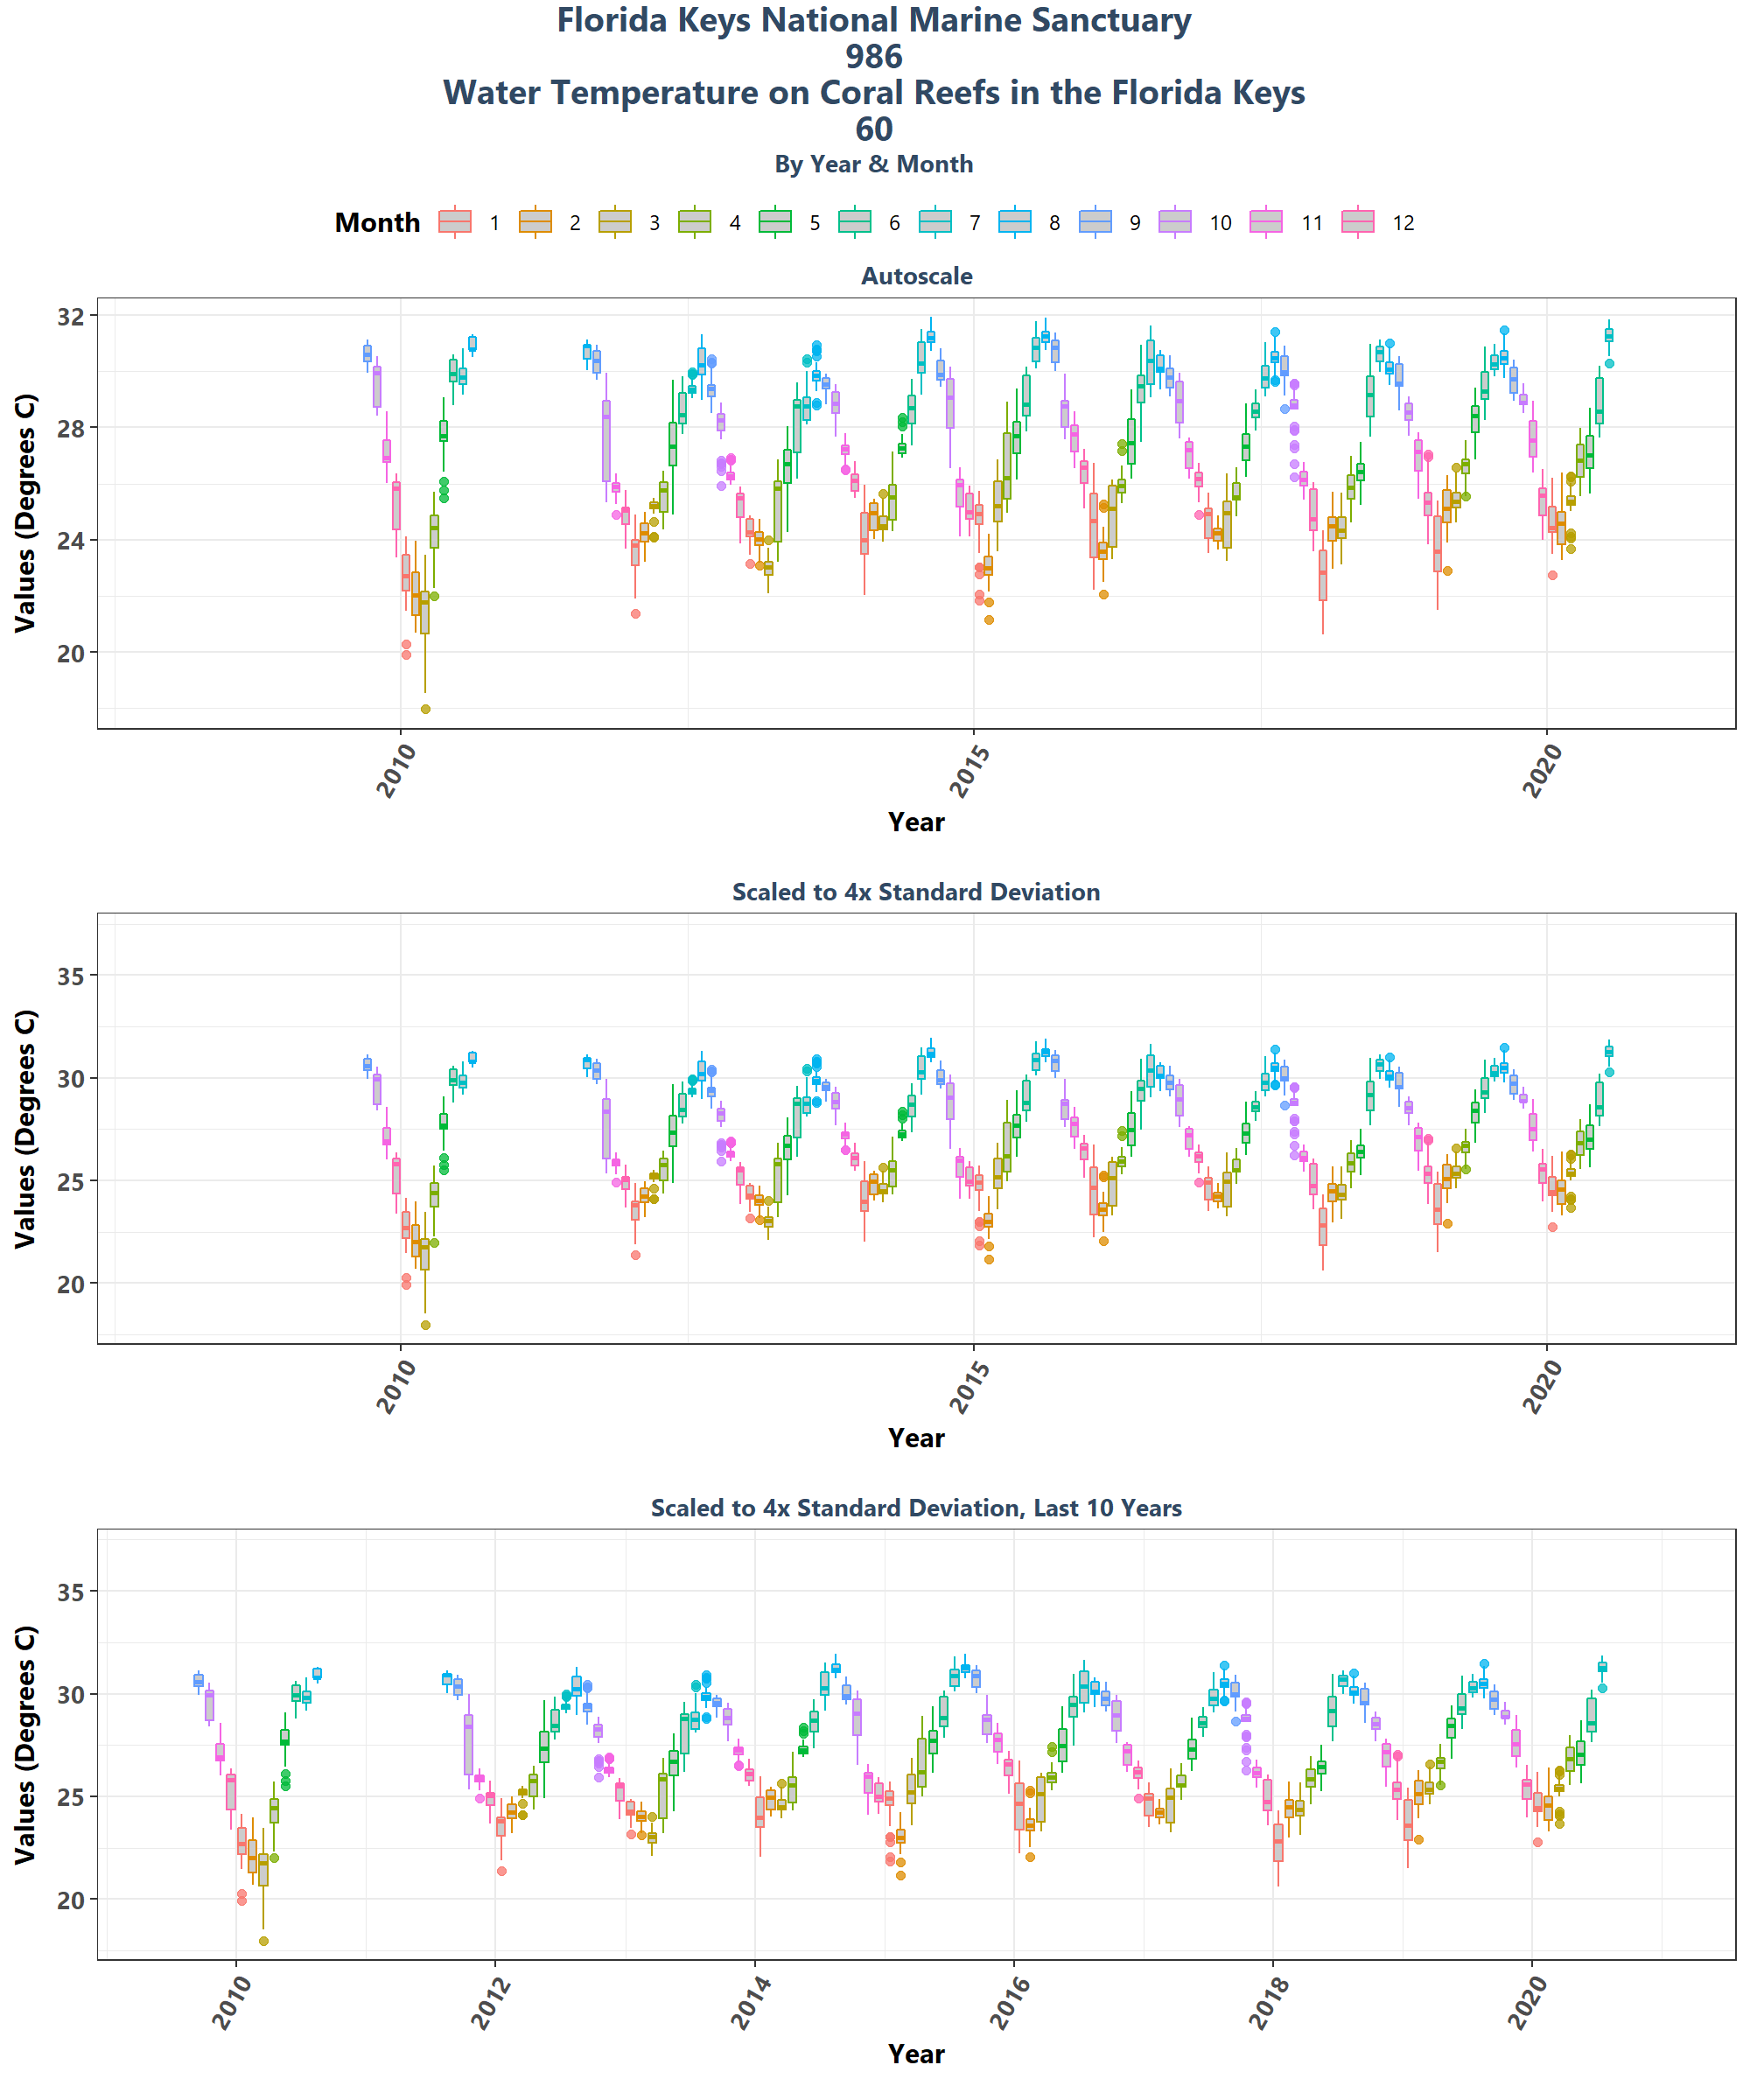 Florida Keys National Marine Sanctuary
986
Water Temperature on Coral Reefs in the Florida Keys
60
By Year & Month
Month 1 2 3 4 5 6 7 8 9 10 11 12
Autoscale
Values (Degrees C)
32
28
24
20
2010 2015 2020
Year
Scaled to 4x Standard Deviation
Values (Degrees C)
35
30
25
20
2010 2015 2020
Year
Scaled to 4x Standard Deviation, Last 10 Years
Values (Degrees C)
35
30
25
20
2010 2012 2014 2016 2018 2020
Year